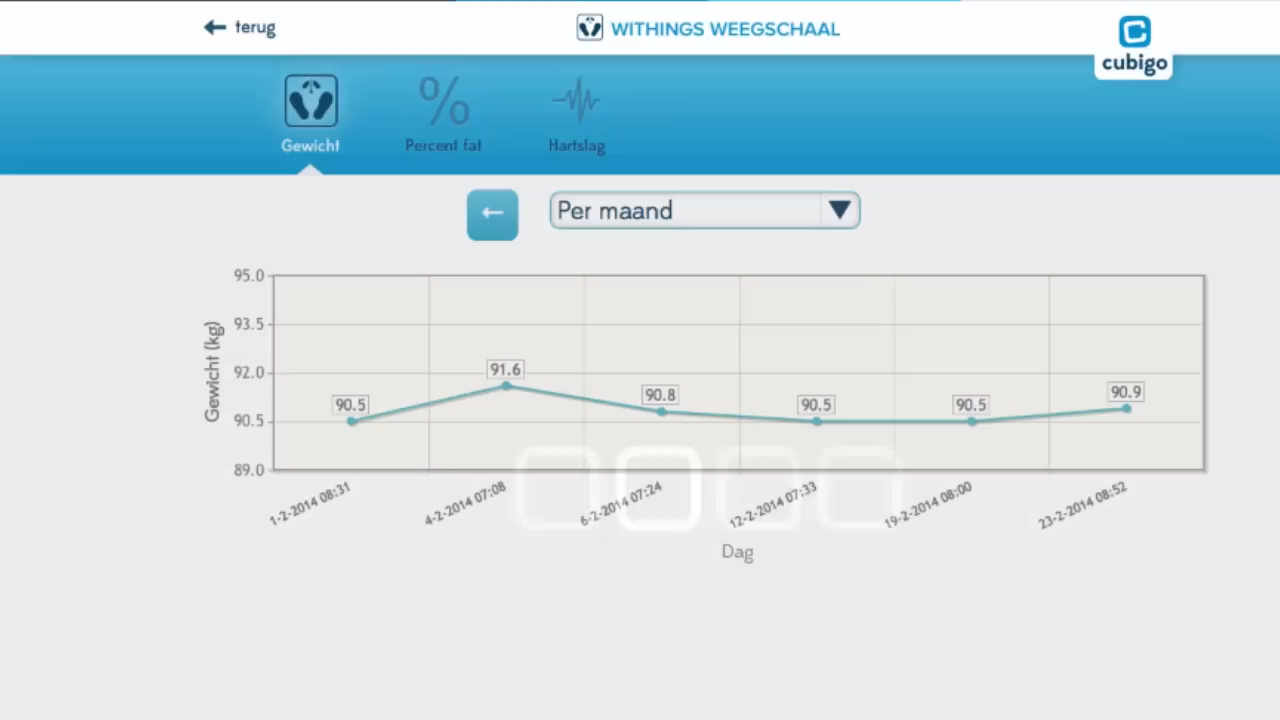 terug
WITHINGS WEEGSCHAAL
cubigo
Gewicht
Percent fat
Hartslag
Per maand
Gewicht (kg)
95.0
93.5
92.0
90.5
89.0
90.5
91.6
90.8
90.5
90.5
90.9
1-2-2014 08:31
4-2-2014 07:08
6-2-2014 07:24
12-2-2014 07:33
19-2-2014 08:00
23-2-2014 08:52
Dag